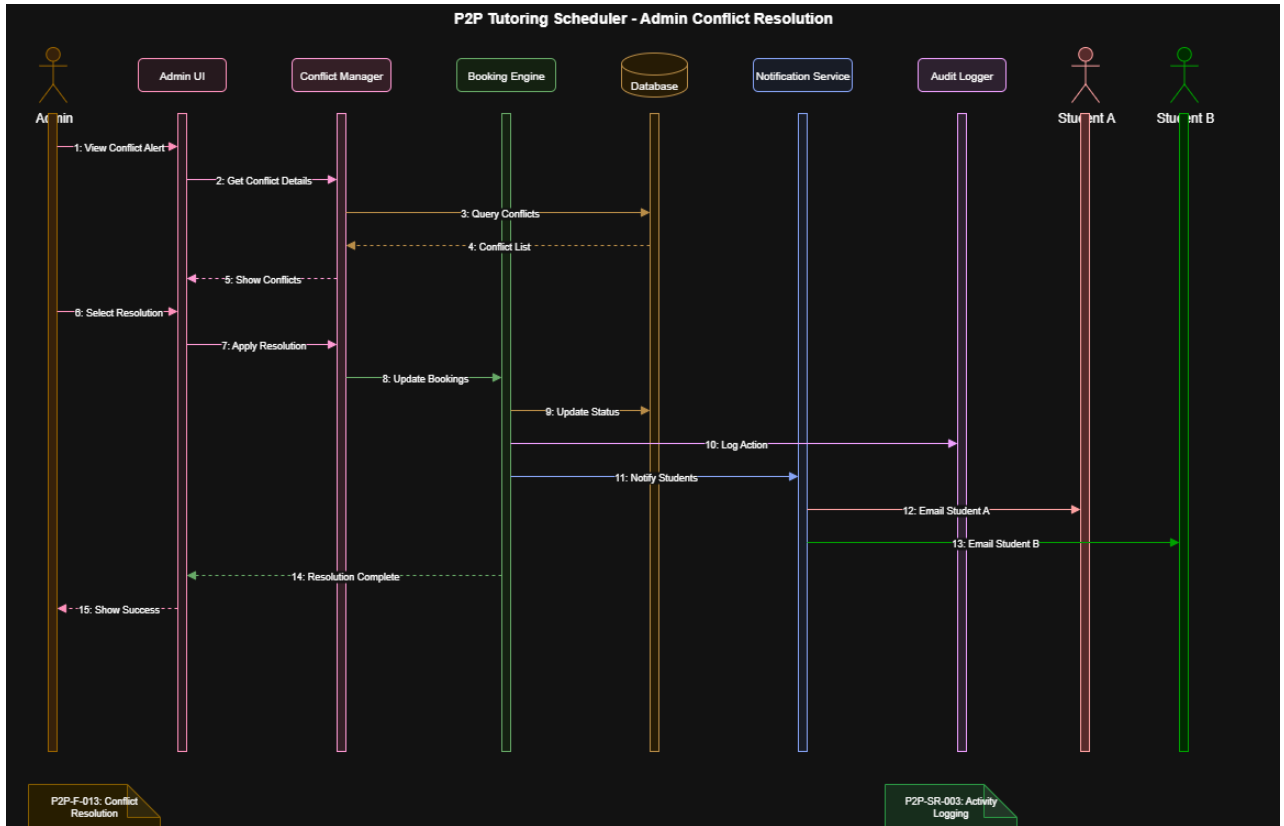 P2P Tutoring Scheduler - Admin Conflict Resolution
Admin UI
Conflict Manager
Booking Engine
Database
Notification Service
Audit Logger
Admin
Student A
Student B
1: View Conflict Alert
2: Get Conflict Details
3: Query Conflicts
4: Conflict List
5: Show Conflicts
6: Select Resolution
7: Apply Resolution
8: Update Bookings
9: Update Status
10: Log Action
11: Notify Students
12: Email Student A
13: Email Student B
14: Resolution Complete
15: Show Success
P2P-F-013: Conflict
Resolution
P2P-SR-003: Activity
Logging